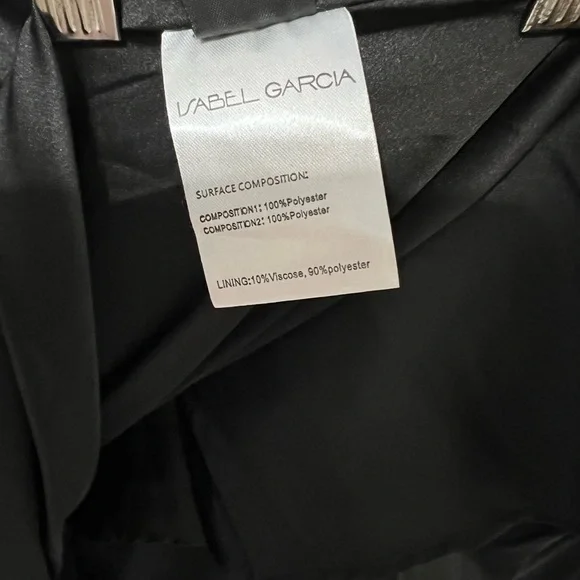 ISABEL GARCIA
SURFACE COMPOSITION:
COMPOSITION1: 100%Polyester
COMPOSITION2: 100%Polyester
LINING:10%Viscose, 90%polyester